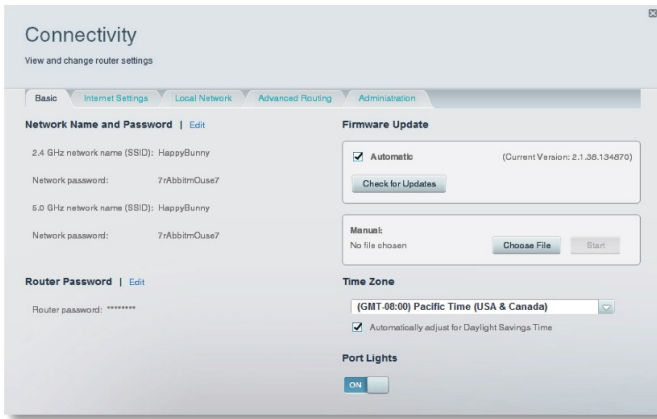 Connectivity
View and change router settings
Basic
Internet Settings
Local Network
Advanced Routing
Administration
Network Name and Password | Edit
2.4 GHz network name (SSID): HappyBunny
Network password: 7rAbbitmOuse7
5.0 GHz network name (SSID): HappyBunny
Network password: 7rAbbitmOuse7
Router Password | Edit
Router password: ********
Firmware Update
Automatic
(Current Version: 2.1.38.134870)
Check for Updates
Manual:
No file chosen
Choose File
Start
Time Zone
(GMT-08:00) Pacific Time (USA & Canada)
Automatically adjust for Daylight Savings Time
Port Lights
ON